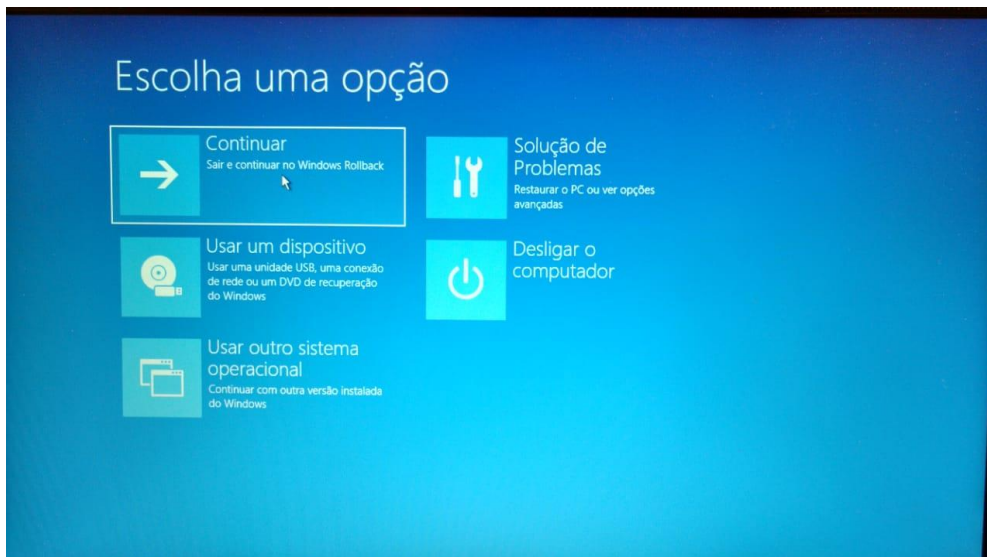 Escolha uma opção
Continuar
Sair e continuar no Windows Rollback
Usar um dispositivo
Usar uma unidade USB, uma conexão
de rede ou um DVD de recuperação
do Windows
Usar outro sistema
operacional
Continuar com outra versão instalada
do Windows
Solução de
Problemas
Restaurar o PC ou ver opções
avançadas
Desligar o
computador